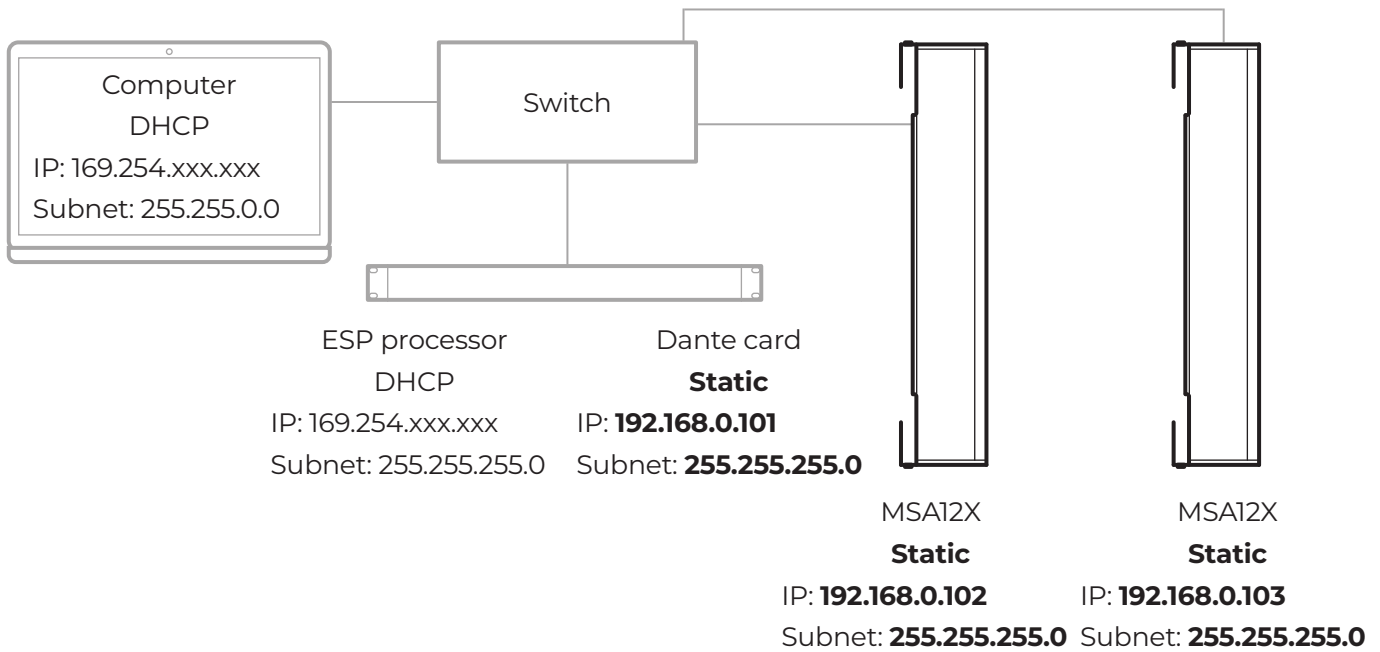 Computer
DHCP
IP: 169.254.xxx.xxx
Subnet: 255.255.0.0
Switch
ESP processor
DHCP
IP: 169.254.xxx.xxx
Subnet: 255.255.255.0
Dante card
Static
IP: 192.168.0.101
Subnet: 255.255.255.0
MSA12X
Static
IP: 192.168.0.102
Subnet: 255.255.255.0
MSA12X
Static
IP: 192.168.0.103
Subnet: 255.255.255.0